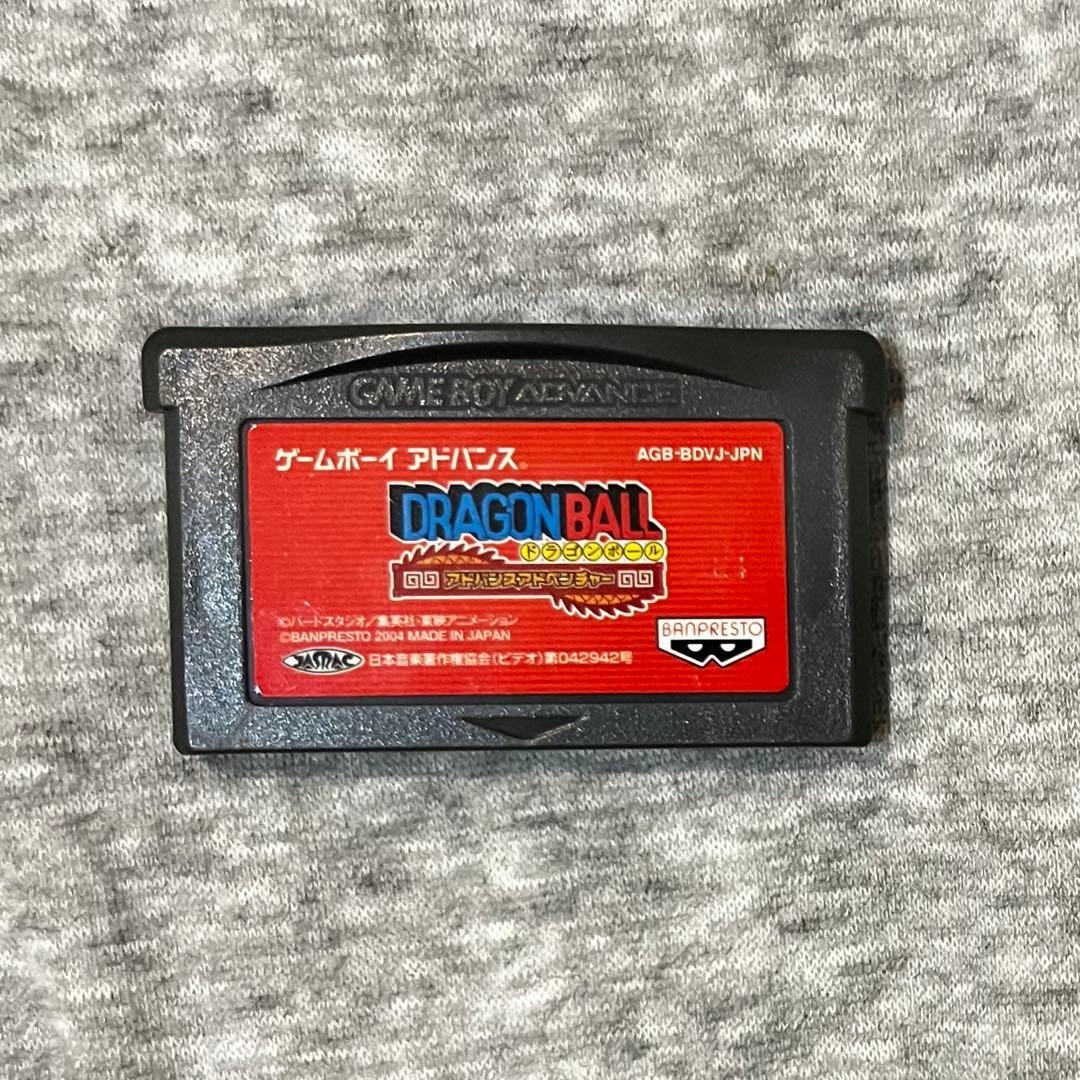 GAME BOY ADVANCE
ゲームボーイ アドバンス®
AGB-BDVJ-JPN
DRAGON BALL
ドラゴンボール
アドバンスアドベンチャー
©バードスタジオ/集英社・東映アニメーション
©BANPRESTO 2004 MADE IN JAPAN
BANPRESTO
JASRAC
日本音楽著作権協会(ビデオ)第042942号